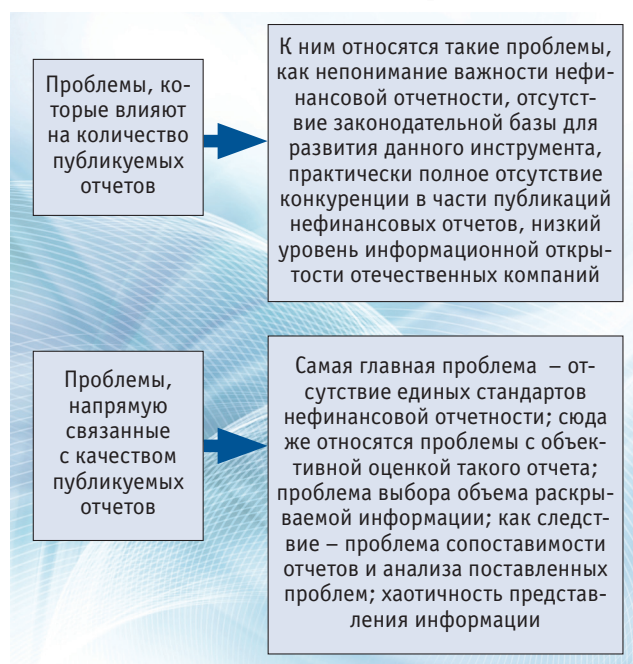 Проблемы, ко-
торые влияют
на количество
публикуемых
отчетов
К ним относятся такие проблемы,
как непонимание важности нефи-
нансовой отчетности, отсутст-
вие законодательной базы для
развития данного инструмента,
практически полное отсутствие
конкуренции в части публикаций
нефинансовых отчетов, низкий
уровень информационной откры-
тости отечественных компаний
Проблемы,
напрямую
связанные
с качеством
публикуемых
отчетов
Самая главная проблема – от-
сутствие единых стандартов
нефинансовой отчетности; сюда
же относятся проблемы с объек-
тивной оценкой такого отчета;
проблема выбора объема раскры-
ваемой информации; как следст-
вие – проблема сопоставимости
отчетов и анализа поставленных
проблем; хаотичность представ-
ления информации